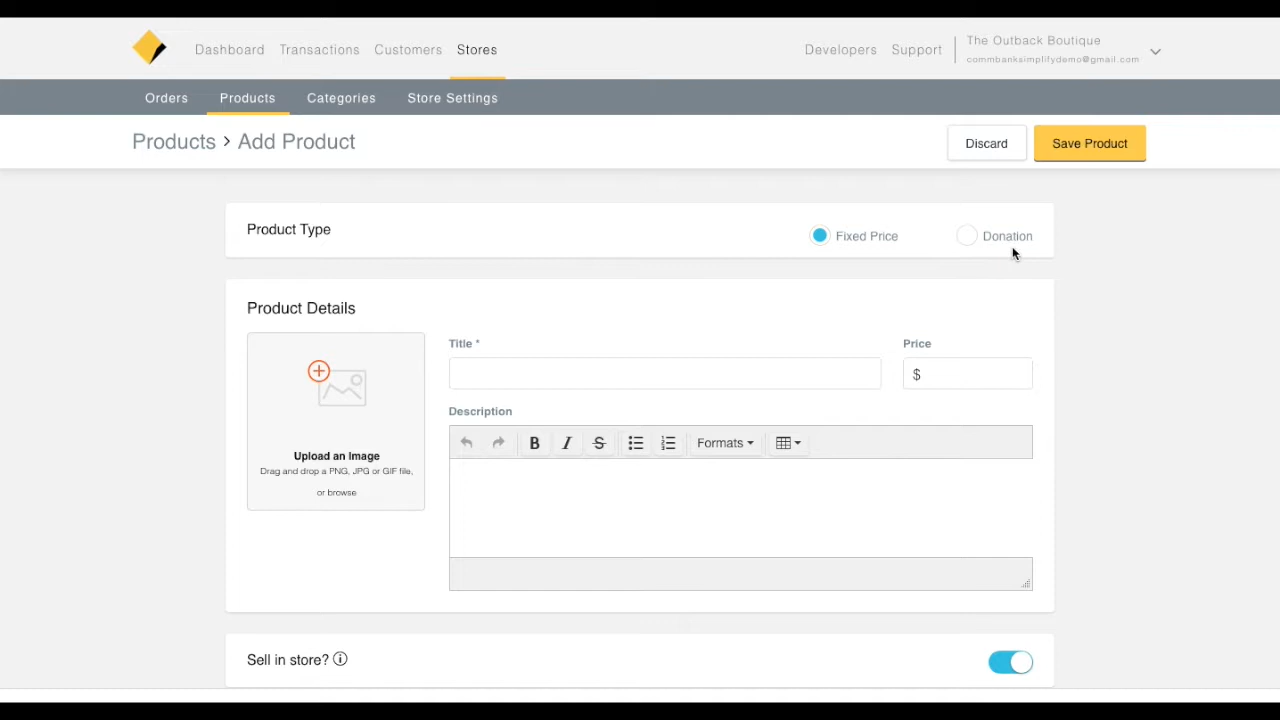 Dashboard Transactions Customers Stores Developers Support The Outback Boutique
commbanksimplifydemo@gmail.com
Orders Products Categories Store Settings
Products > Add Product Discard Save Product
Product Type Fixed Price Donation
Product Details
Title * Price
$
Description
B I S Formats
Upload an Image
Drag and drop a PNG, JPG or GIF file,
or browse
Sell in store?